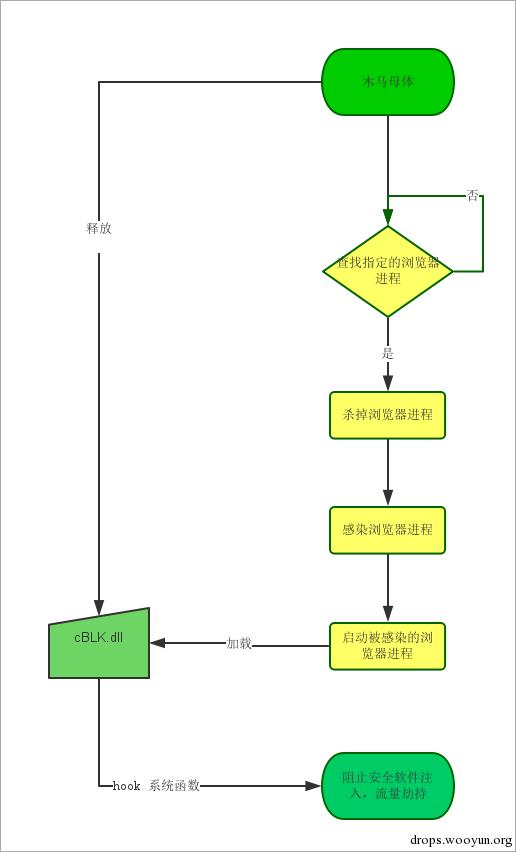 木马母体
否
释放
查找指定的浏览器
进程
是
杀掉浏览器进程
感染浏览器进程
cBLK.dll
加载
启动被感染的浏
览器进程
hook 系统函数
阻止安全软件注
入，流量劫持
drops.wooyun.org